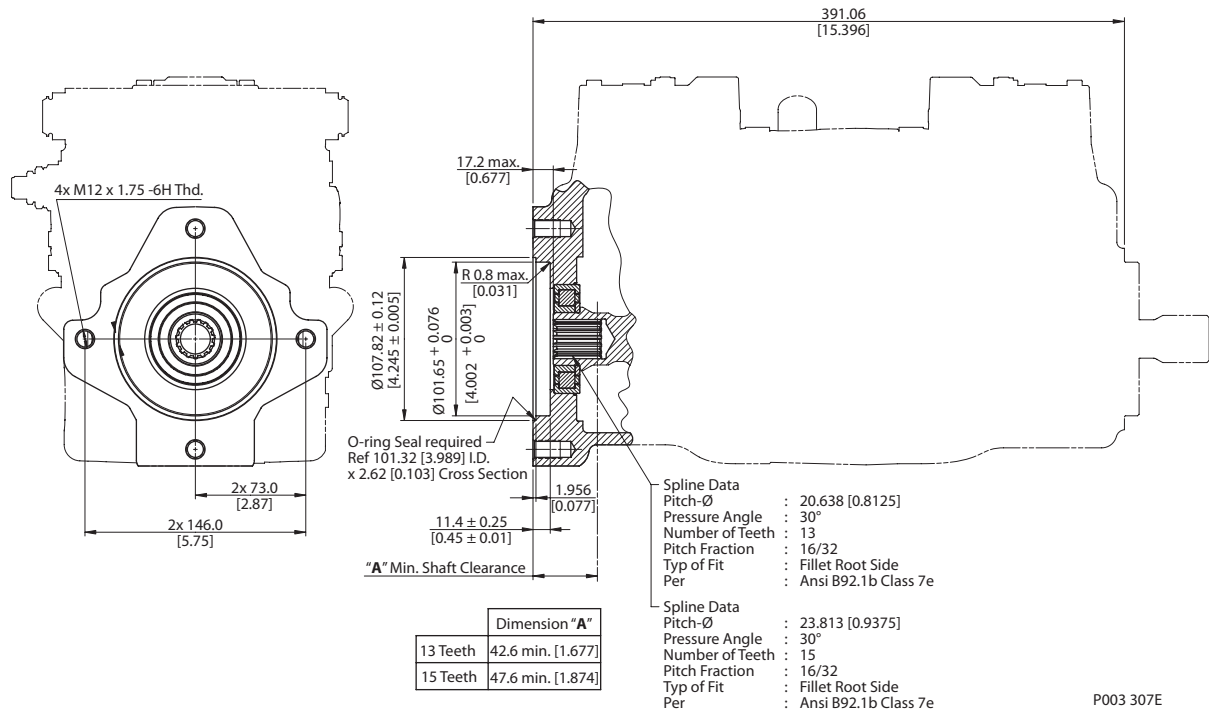 391.06
[15.396]
17.2 max.
[0.677]
4x M12 x 1.75 -6H Thd.
R 0.8 max.
[0.031]
Ø107.82 ± 0.12
[4.245 ± 0.005]
Ø101.65 + 0.076
0
[4.002 + 0.003]
0
O-ring Seal required
Ref 101.32 [3.989] I.D.
x 2.62 [0.103] Cross Section
2x 73.0
[2.87]
2x 146.0
[5.75]
1.956
[0.077]
11.4 ± 0.25
[0.45 ± 0.01]
"A" Min. Shaft Clearance
Spline Data
Pitch-Ø : 20.638 [0.8125]
Pressure Angle : 30°
Number of Teeth : 13
Pitch Fraction : 16/32
Typ of Fit : Fillet Root Side
Per : Ansi B92.1b Class 7e
Spline Data
Pitch-Ø : 23.813 [0.9375]
Pressure Angle : 30°
Number of Teeth : 15
Pitch Fraction : 16/32
Typ of Fit : Fillet Root Side
Per : Ansi B92.1b Class 7e
Dimension "A"
13 Teeth 42.6 min. [1.677]
15 Teeth 47.6 min. [1.874]
P003 307E